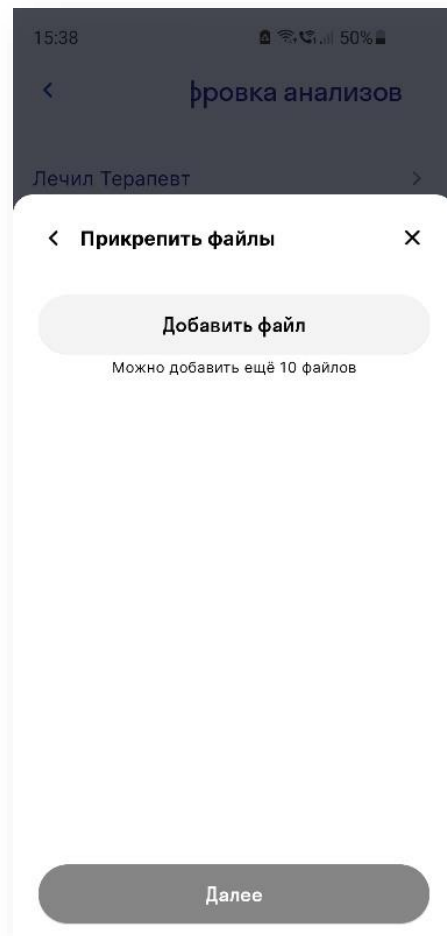 15:38 50%
фровка анализов
Лечил Терапевт
Прикрепить файлы
Добавить файл
Можно добавить ещё 10 файлов
Далее